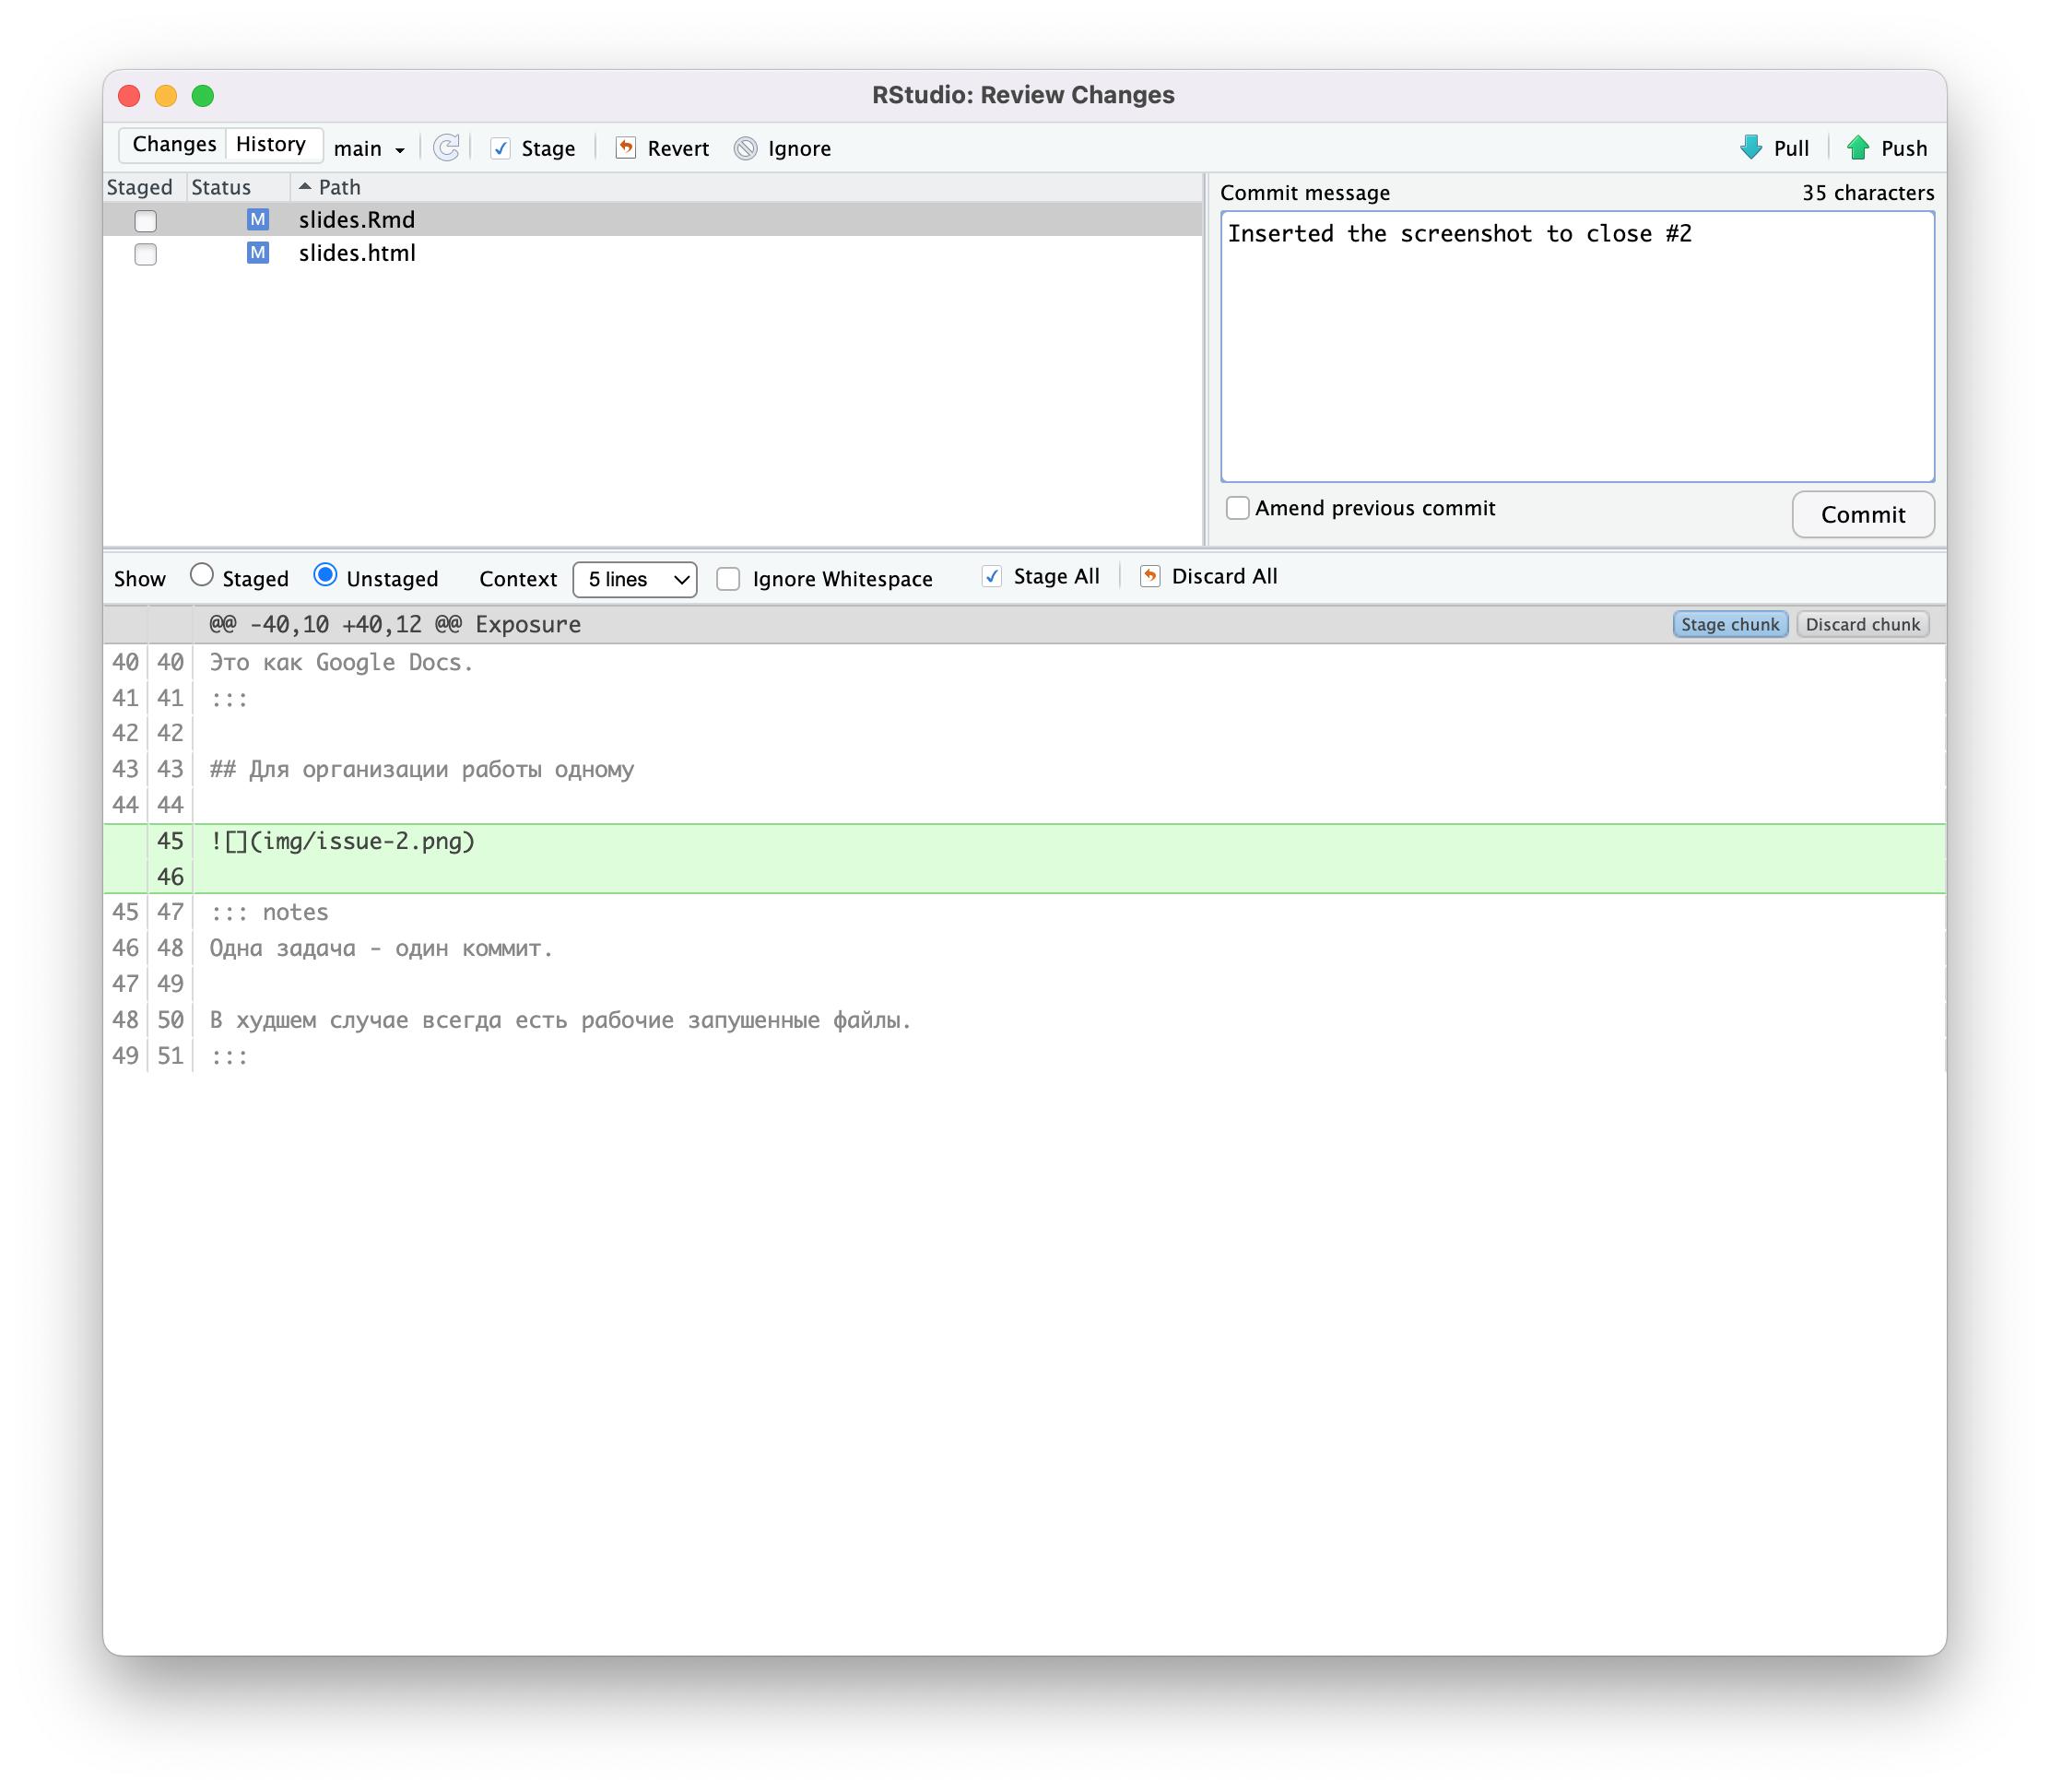 RStudio: Review Changes
Changes History main Stage Revert Ignore Pull Push
Staged Status Path
M slides.Rmd
M slides.html
Commit message 35 characters
Inserted the screenshot to close #2
Amend previous commit Commit
Show Staged Unstaged Context 5 lines Ignore Whitespace Stage All Discard All
@@ -40,10 +40,12 @@ Exposure Stage chunk Discard chunk
40 40 Это как Google Docs.
41 41 :::
42 42
43 43 ## Для организации работы одному
44 44
45 ![](img/issue-2.png)
46
45 47 ::: notes
46 48 Одна задача - один коммит.
47 49
48 50 В худшем случае всегда есть рабочие запушенные файлы.
49 51 :::